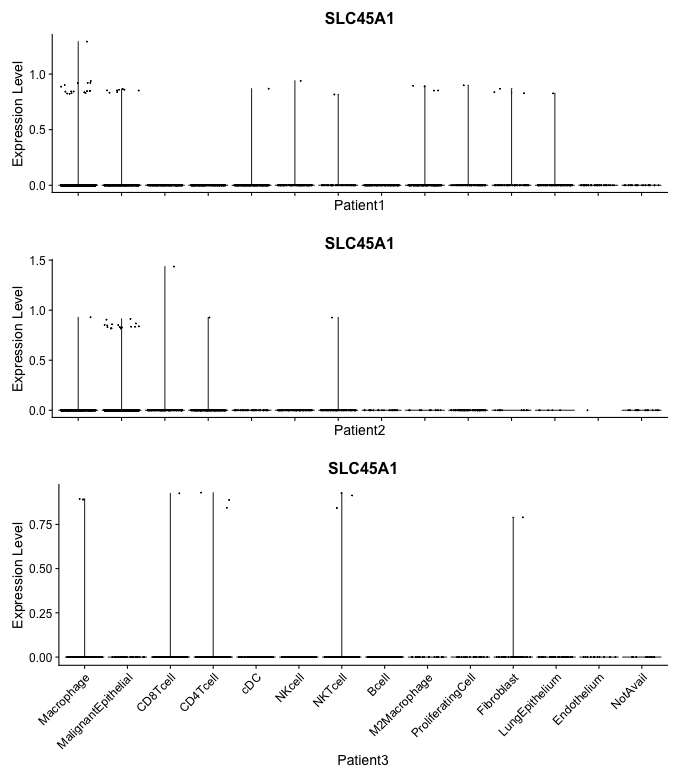 SLC45A1
Expression Level
1.0
0.5
0.0
Patient1
SLC45A1
Expression Level
1.5
1.0
0.5
0.0
Patient2
SLC45A1
Expression Level
0.75
0.50
0.25
0.00
Macrophage
MalignantEpithelial
CD8Tcell
CD4Tcell
cDC
NKcell
NKTcell
Bcell
M2Macrophage
ProliferatingCell
Fibroblast
LungEpithelium
Endothelium
NotAvail
Patient3